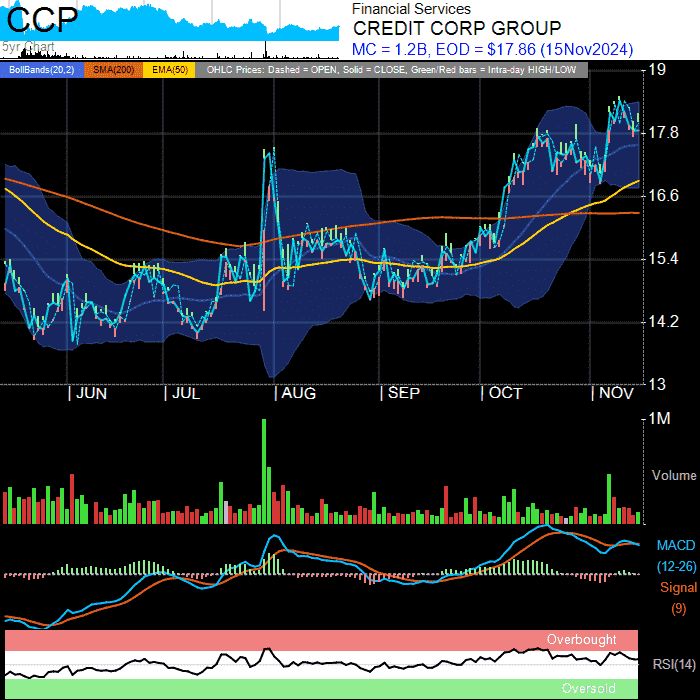 CCP
5yr Chart
Financial Services
CREDIT CORP GROUP
MC = 1.2B, EOD = $17.86 (15Nov2024)
BollBands(20,2) SMA(200) EMA(50) OHLC Prices: Dashed = OPEN, Solid = CLOSE, Green/Red bars = Intra-day HIGH/LOW
19
17.8
16.6
15.4
14.2
13
JUN JUL AUG SEP OCT NOV
1M
Volume
MACD
(12-26)
Signal
(9)
Overbought
RSI(14)
Oversold